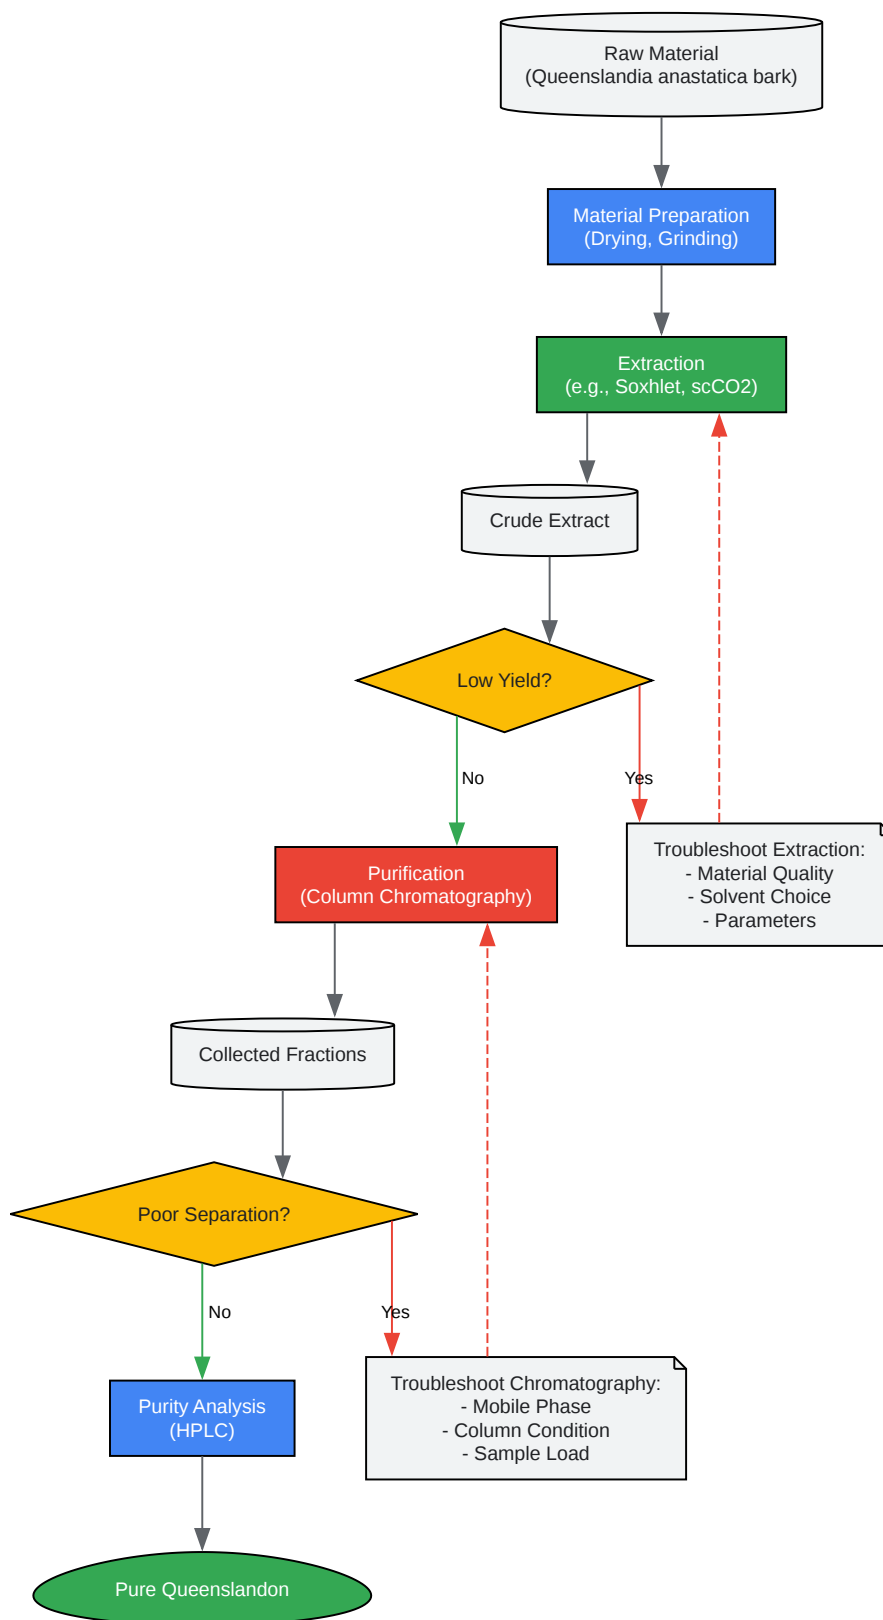 Raw Material
(Queenslandia anastatica bark)
Material Preparation
(Drying, Grinding)
Extraction
(e.g., Soxhlet, scCO2)
Crude Extract
Low Yield?
No
Yes
Purification
(Column Chromatography)
Troubleshoot Extraction:
- Material Quality
- Solvent Choice
- Parameters
Collected Fractions
Poor Separation?
No
Yes
Purity Analysis
(HPLC)
Troubleshoot Chromatography:
- Mobile Phase
- Column Condition
- Sample Load
Pure Queenslandon